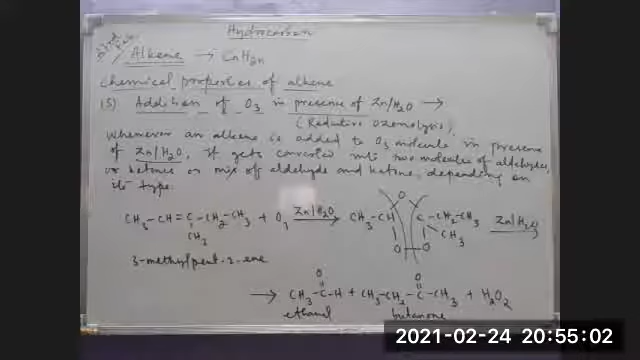 Hydrocarbon
Alkene → CnH2n
Chemical properties of alkene
(5) Addition of O3 in presence of Zn/H2O →
(Reductive Ozonolysis),
Whenever an alkene is added to O3 molecule in presence
of Zn/H2O, it gets converted into two molecules of aldehydes
or ketones or mix of aldehyde and ketone, depending on
its type.
CH3-CH=C-CH2-CH3 + O3 Zn/H2O → CH3-CH O C-CH2-CH3 Zn/H2O →
CH3 O-O CH3
3-methylpent-2-ene
O O
→ CH3-C-H + CH3-CH2-C-CH3 + H2O2
ethanal butanone
2021-02-24 20:55:02